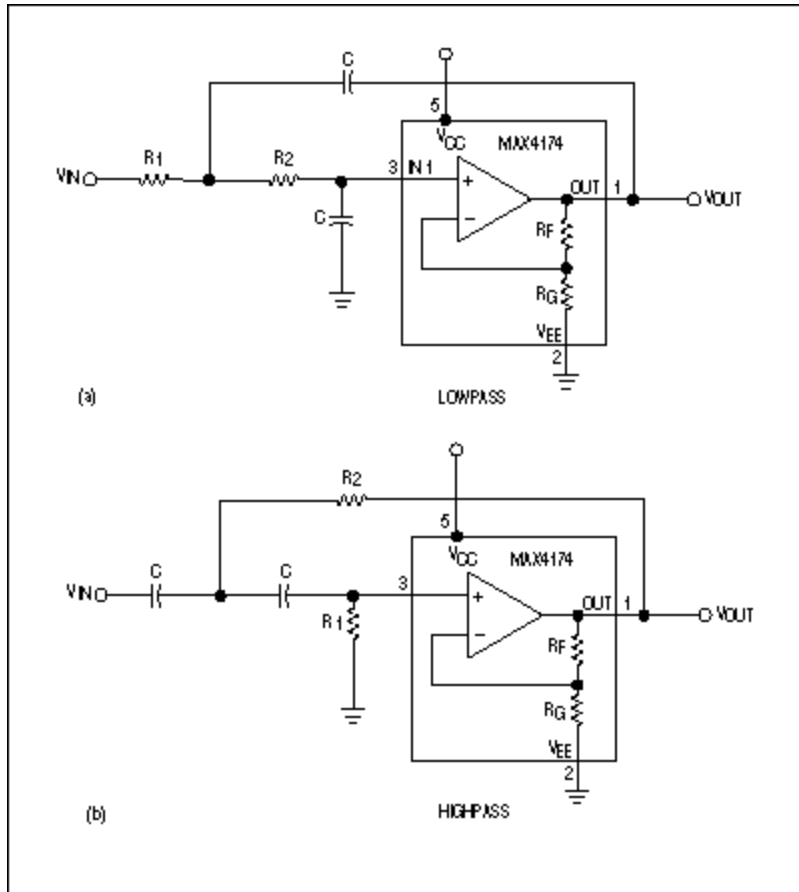 C
5
VCC
MAX4174
R1
R2
3
IN1
VIN
+
OUT
1
VOUT
C
−
RF
RG
VEE
2
(a)
LOWPASS
R2
5
VCC
MAX4174
C
C
3
VIN
+
OUT
1
VOUT
R1
−
RF
RG
VEE
2
(b)
HIGHPASS